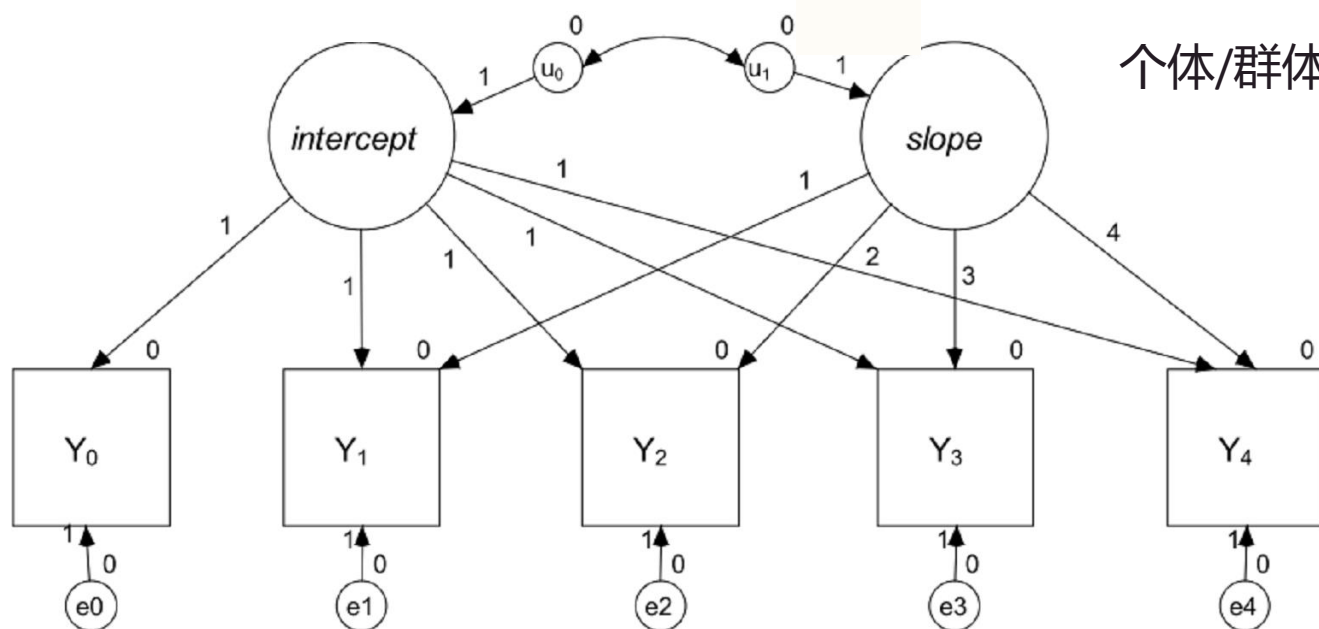 0 0
u₀ u₁
1 1
个体/群体
intercept slope
1 1
1 1 4
1 1 2
1 3
0 0 0 0 0
Y₀ Y₁ Y₂ Y₃ Y₄
1 1 1 1 1
0 0 0 0 0
e0 e1 e2 e3 e4